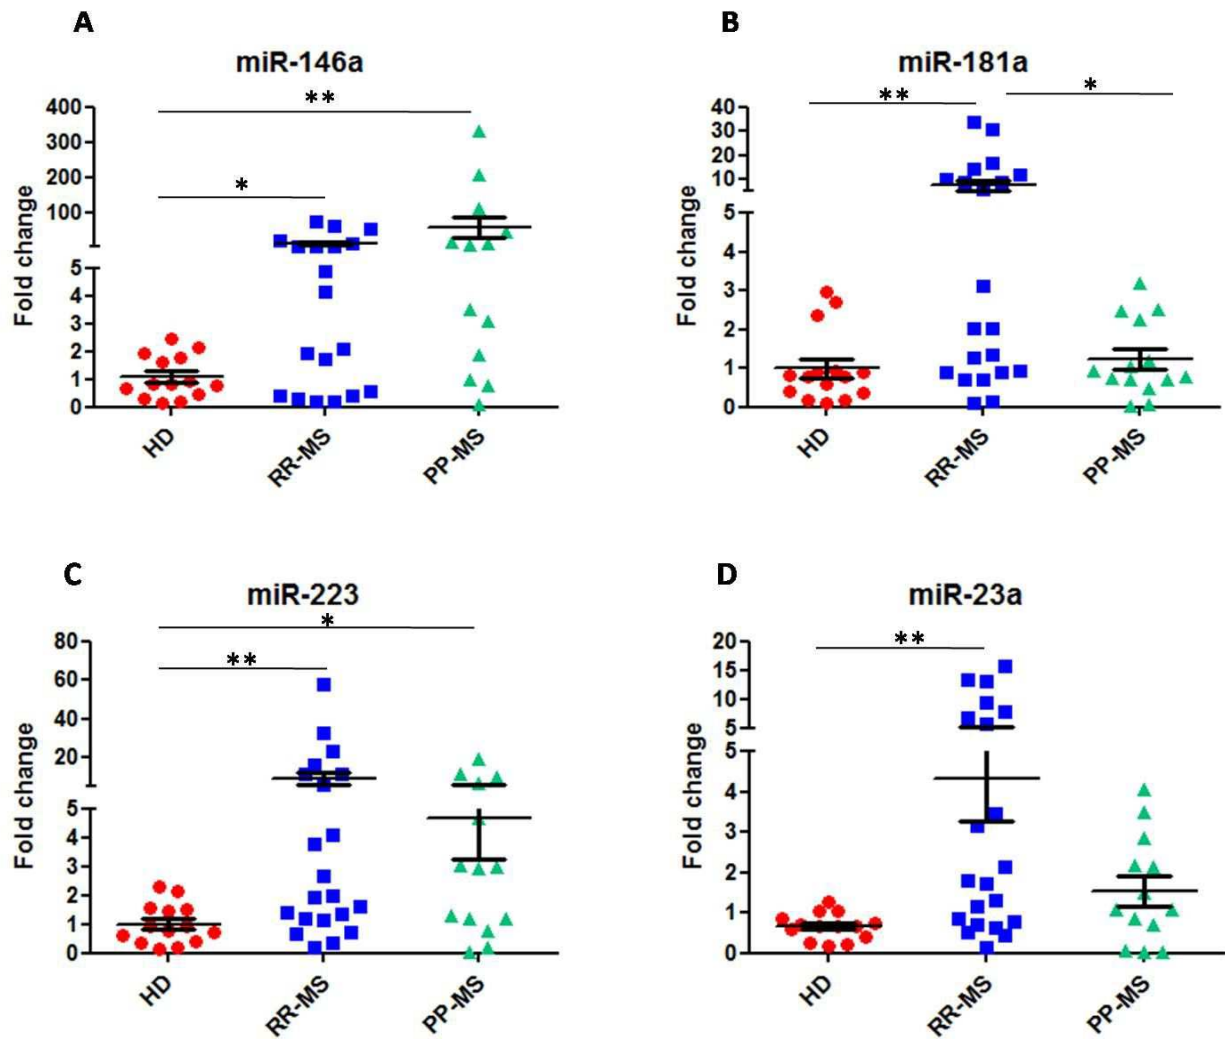 A
miR-146a
**
*
Fold change
400
300
200
100
5
4
3
2
1
0
HD
RR-MS
PP-MS
B
miR-181a
**
*
Fold change
40
30
20
10
5
4
3
2
1
0
HD
RR-MS
PP-MS
C
miR-223
*
**
Fold change
80
60
40
20
5
4
3
2
1
0
HD
RR-MS
PP-MS
D
miR-23a
**
Fold change
20
15
10
5
5
4
3
2
1
0
HD
RR-MS
PP-MS